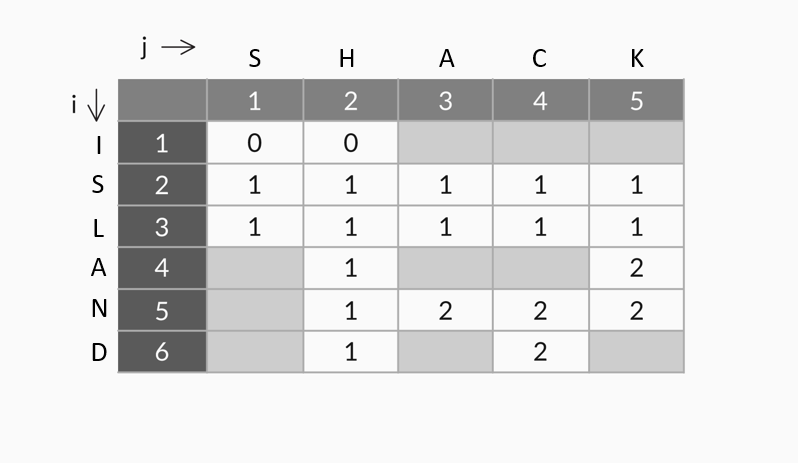 j →
S H A C K
i ↓ 1 2 3 4 5
I 1 0 0
S 2 1 1 1 1 1
L 3 1 1 1 1 1
A 4 1 2
N 5 1 2 2 2
D 6 1 2